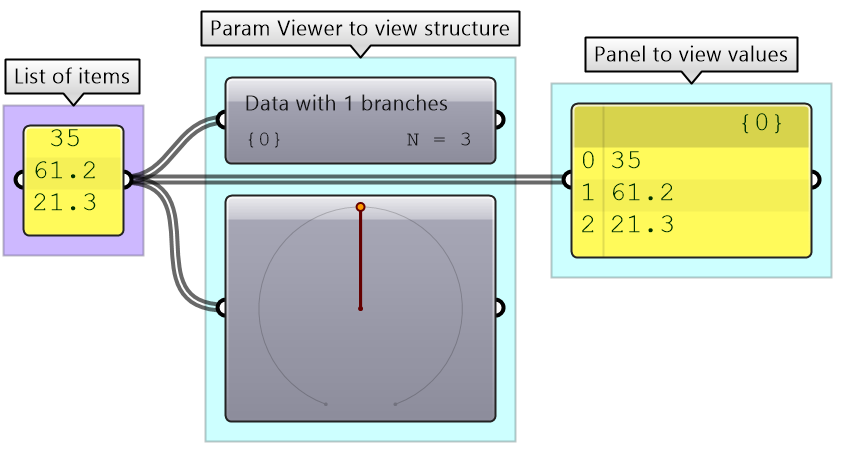 Param Viewer to view structure
Panel to view values
List of items
35
61.2
21.3
Data with 1 branches
{0} N = 3
{0}
0 35
1 61.2
2 21.3